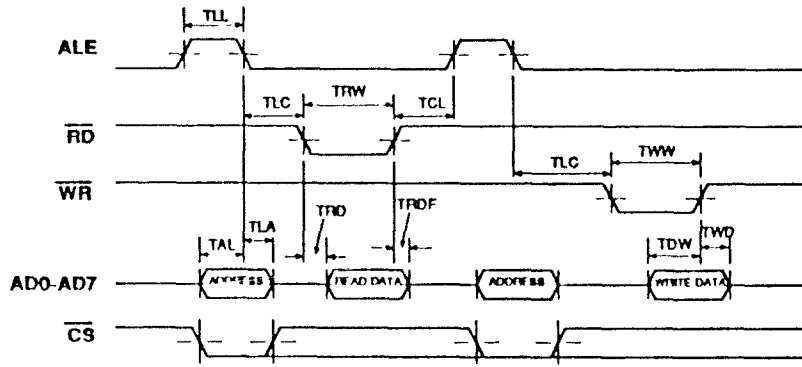 TLL
ALE
TLC TRW TCL
RD
TLC TWW
WR
TRD TRDF
TAL TLA TDW TWD
AD0-AD7 ADDRESS READ DATA ADDRESS WRITE DATA
CS